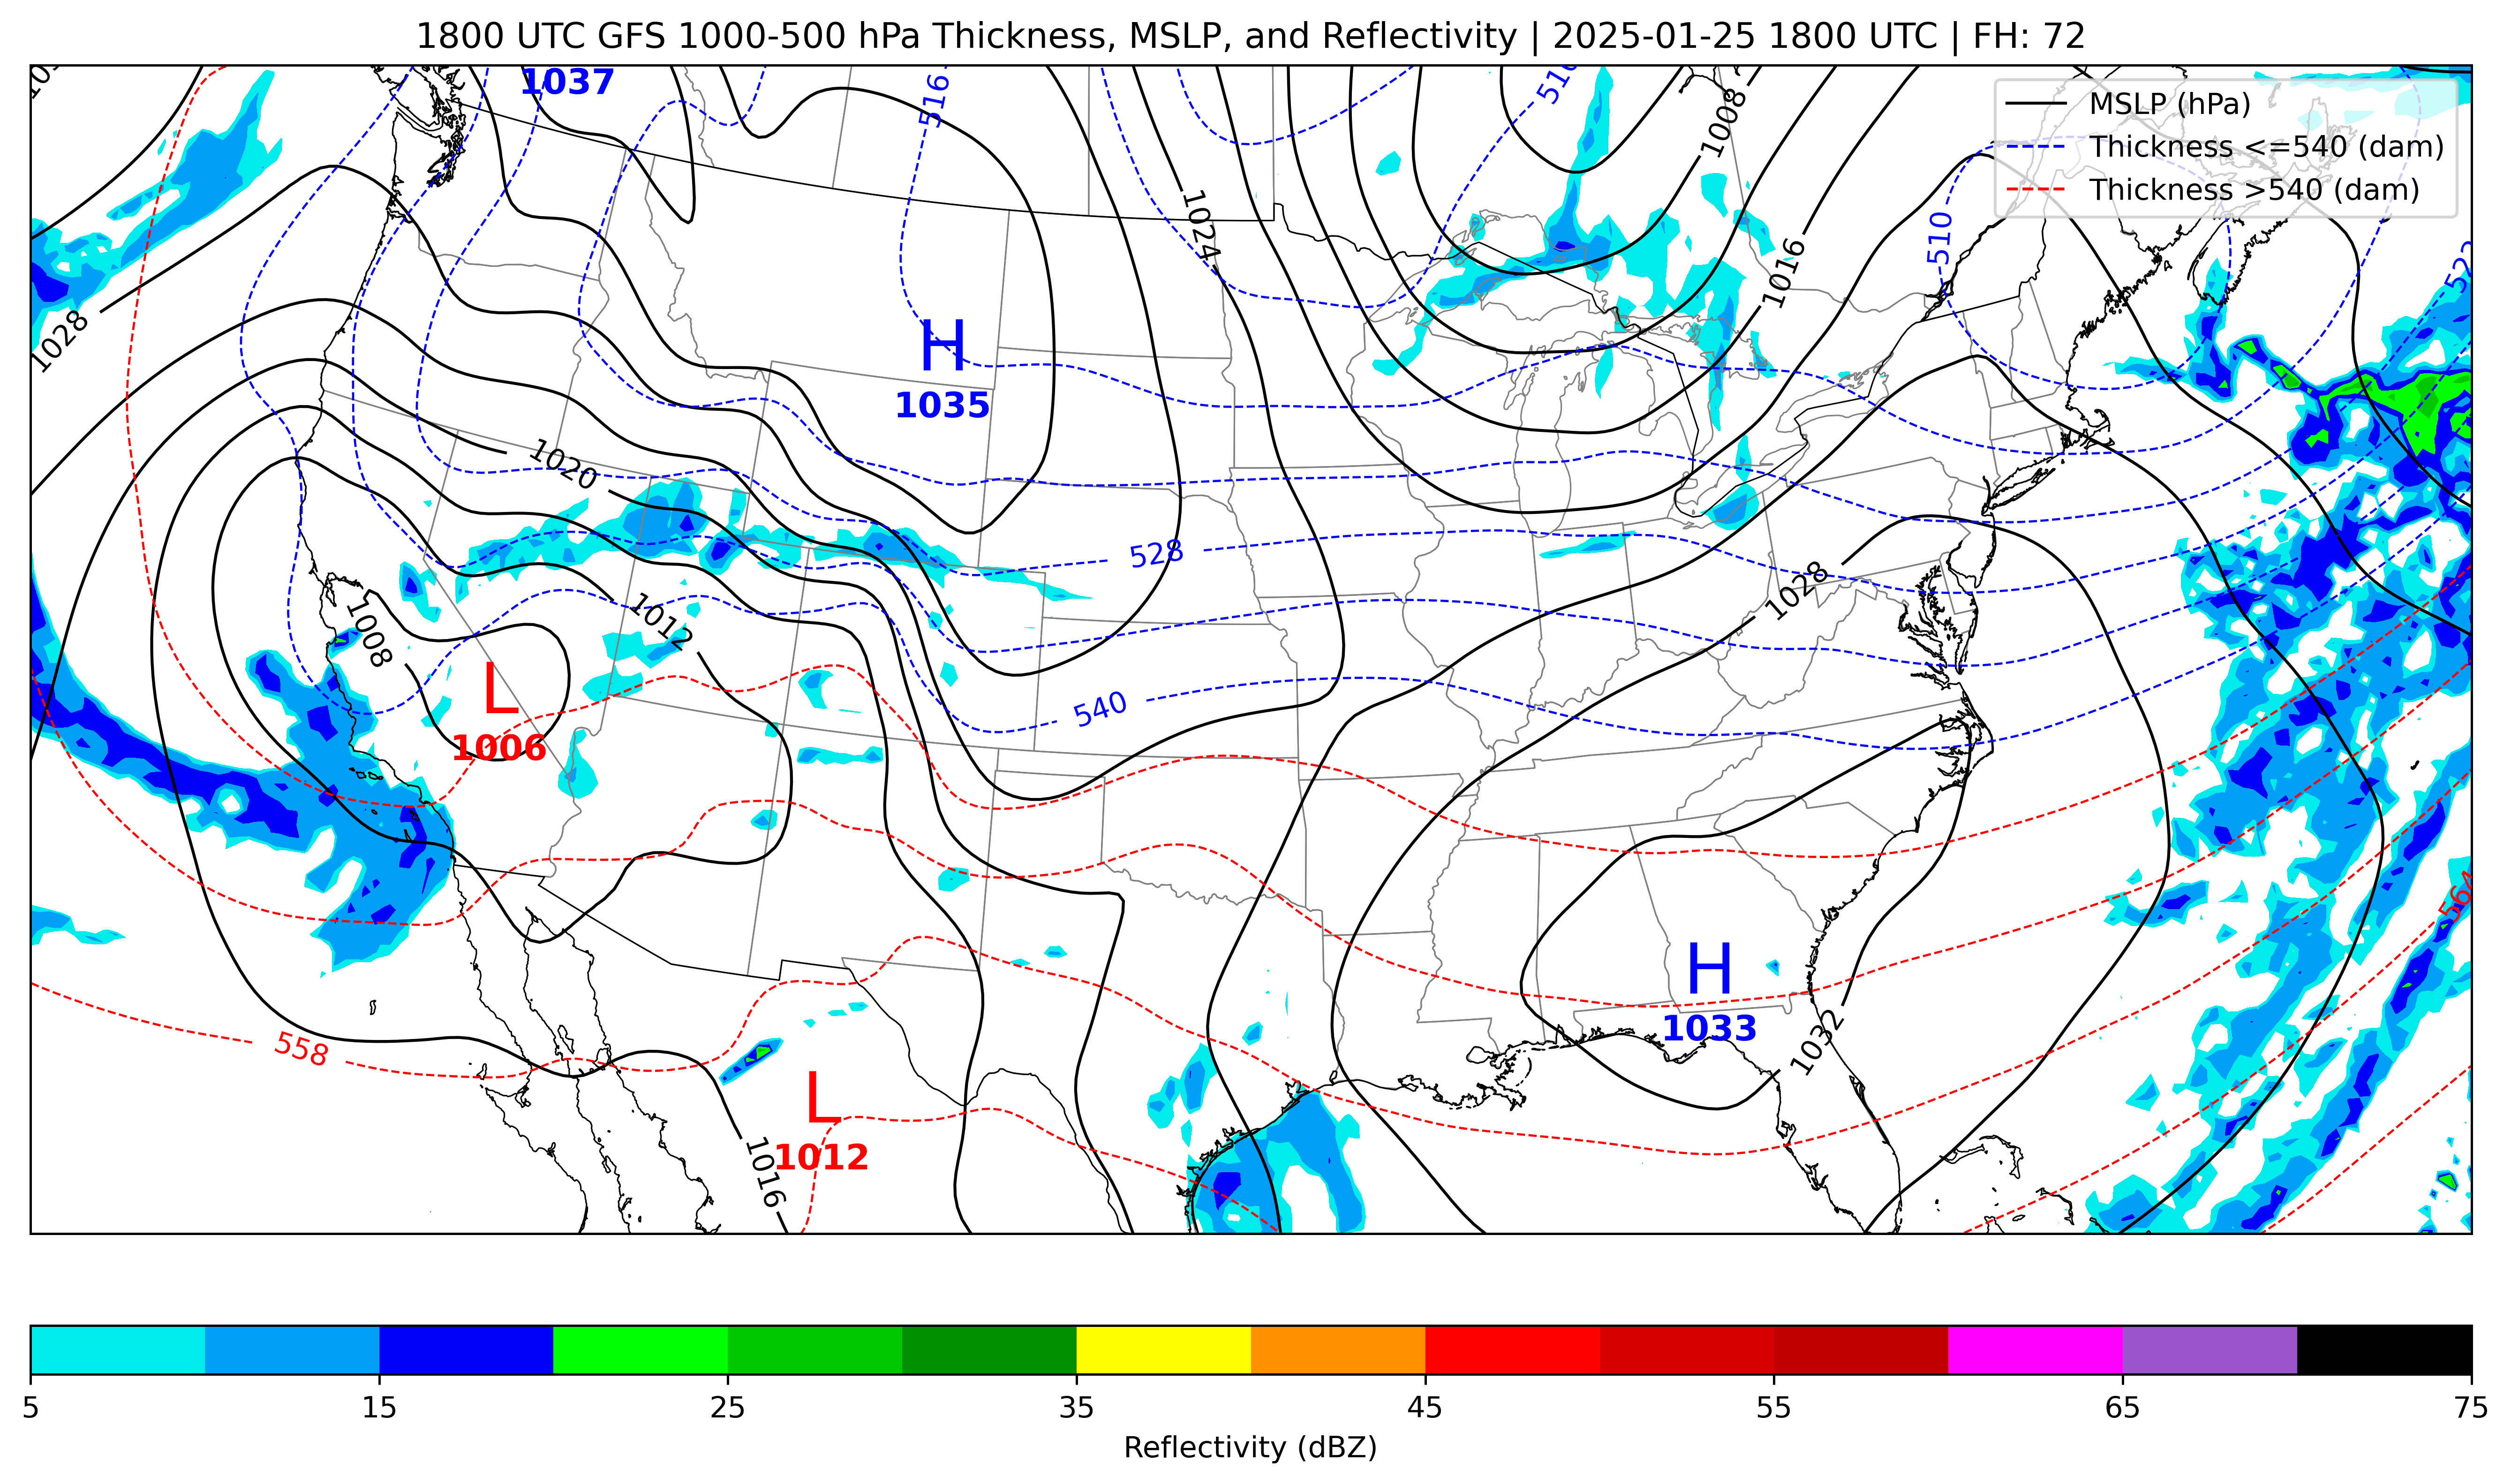 1800 UTC GFS 1000-500 hPa Thickness, MSLP, and Reflectivity | 2025-01-25 1800 UTC | FH: 72
1037
516
1008
MSLP (hPa)
Thickness <=540 (dam)
Thickness >540 (dam)
1024
510
1016
1028
H
1035
1020
528
1008
1012
1028
L
1006
540
564
H
1033
1032
558
L
1012
1016
5 15 25 35 45 55 65 75
Reflectivity (dBZ)